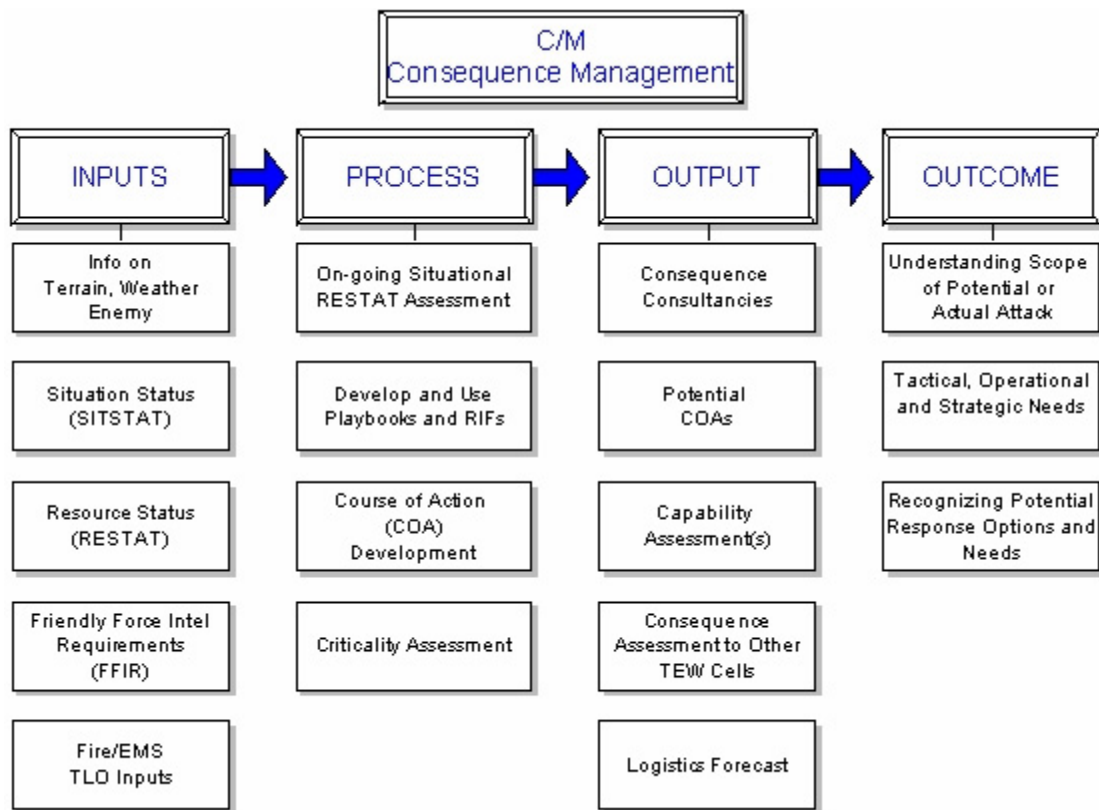 C/M
Consequence Management
INPUTS
PROCESS
OUTPUT
OUTCOME
Info on
Terrain, Weather
Enemy
Situation Status
(SITSTAT)
Resource Status
(RESTAT)
Friendly Force Intel
Requirements
(FFIR)
Fire/EMS
TLO Inputs
On-going Situational
RESTAT Assessment
Develop and Use
Playbooks and RIFs
Course of Action
(COA)
Development
Criticality Assessment
Consequence
Consultancies
Potential
COAs
Capability
Assessment(s)
Consequence
Assessment to Other
TEW Cells
Logistics Forecast
Understanding Scope
of Potential or
Actual Attack
Tactical, Operational
and Strategic Needs
Recognizing Potential
Response Options and
Needs